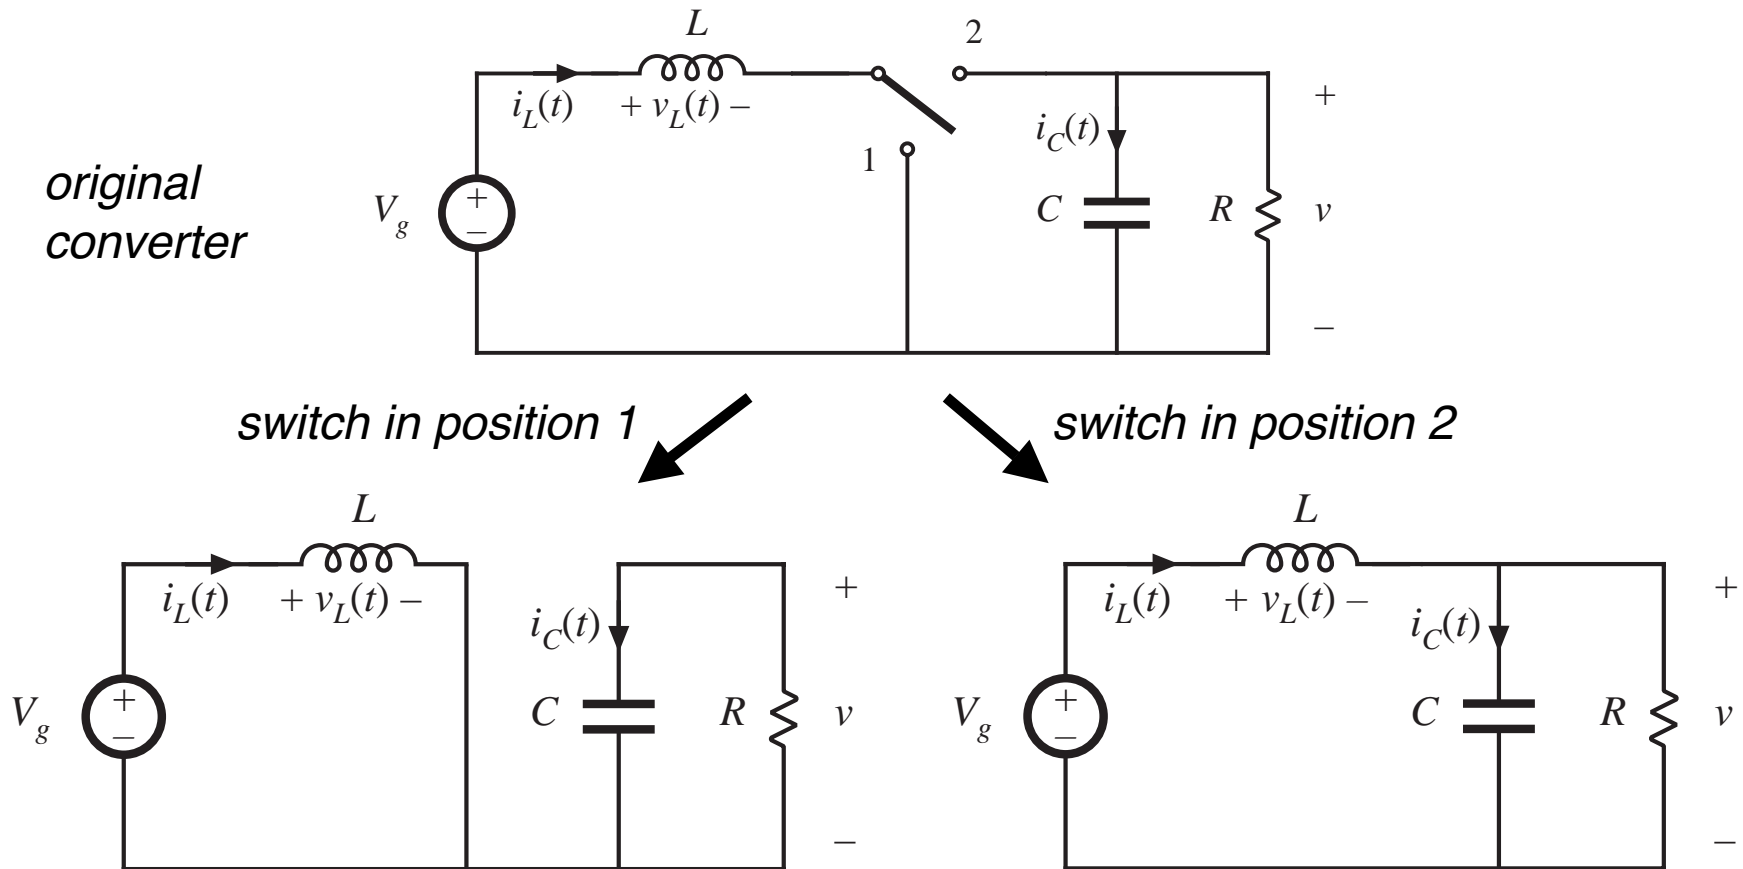 L
2
i_L(t)
+ v_L(t) −
+
i_C(t)
1
original
converter
V_g
+
−
C
R
v
−
switch in position 1
switch in position 2
L
i_L(t)
+ v_L(t) −
+
i_C(t)
V_g
+
−
C
R
v
−
L
i_L(t)
+ v_L(t) −
+
i_C(t)
V_g
+
−
C
R
v
−